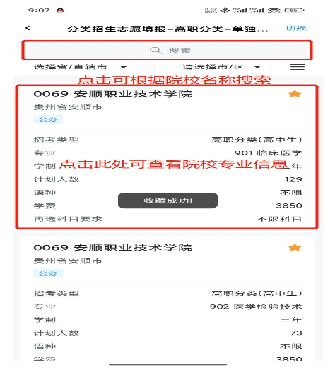 9:07
分类招生志愿填报-高职分类-单独... 切换
搜索
选择省/直辖市 请选择市/区
点击可根据院校名称搜索
0069 安顺职业技术学院
贵州省安顺市
公办
招考类型 高职分类(高中生)
专业 901 临床医学
点击此处可查看院校专业信息
学制 三年
计划人数 129
语种 不限
收藏成功!
学费 3850
再选科目要求 不限科目
0069 安顺职业技术学院
贵州省安顺市
公办
招考类型 高职分类(高中生)
专业 902 医学检验技术
学制 三年
计划人数 73
语种 不限
学费 3850